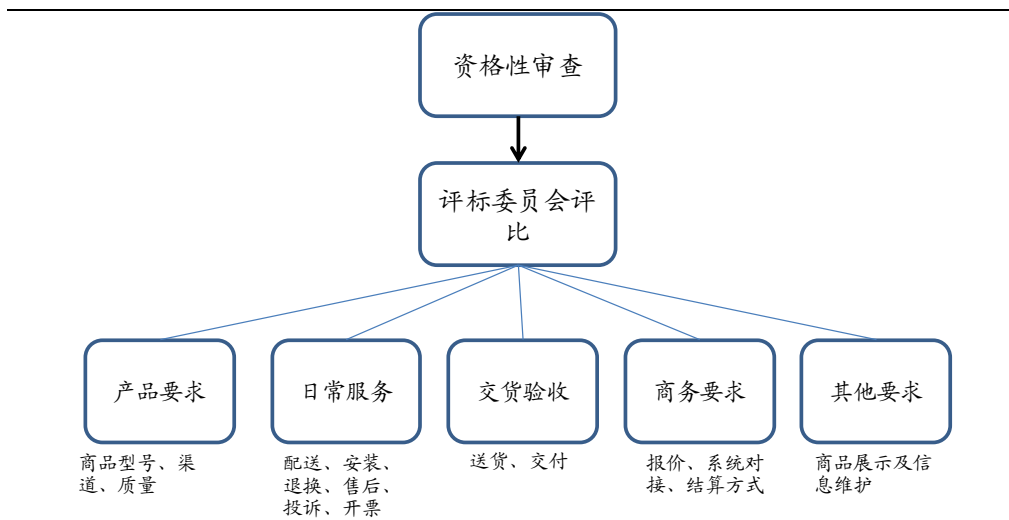 资格性审查
评标委员会评
比
产品要求
日常服务
交货验收
商务要求
其他要求
商品型号、渠
道、质量
配送、安装、
退换、售后、
投诉、开票
送货、交付
报价、系统对
接、结算方式
商品展示及信
息维护